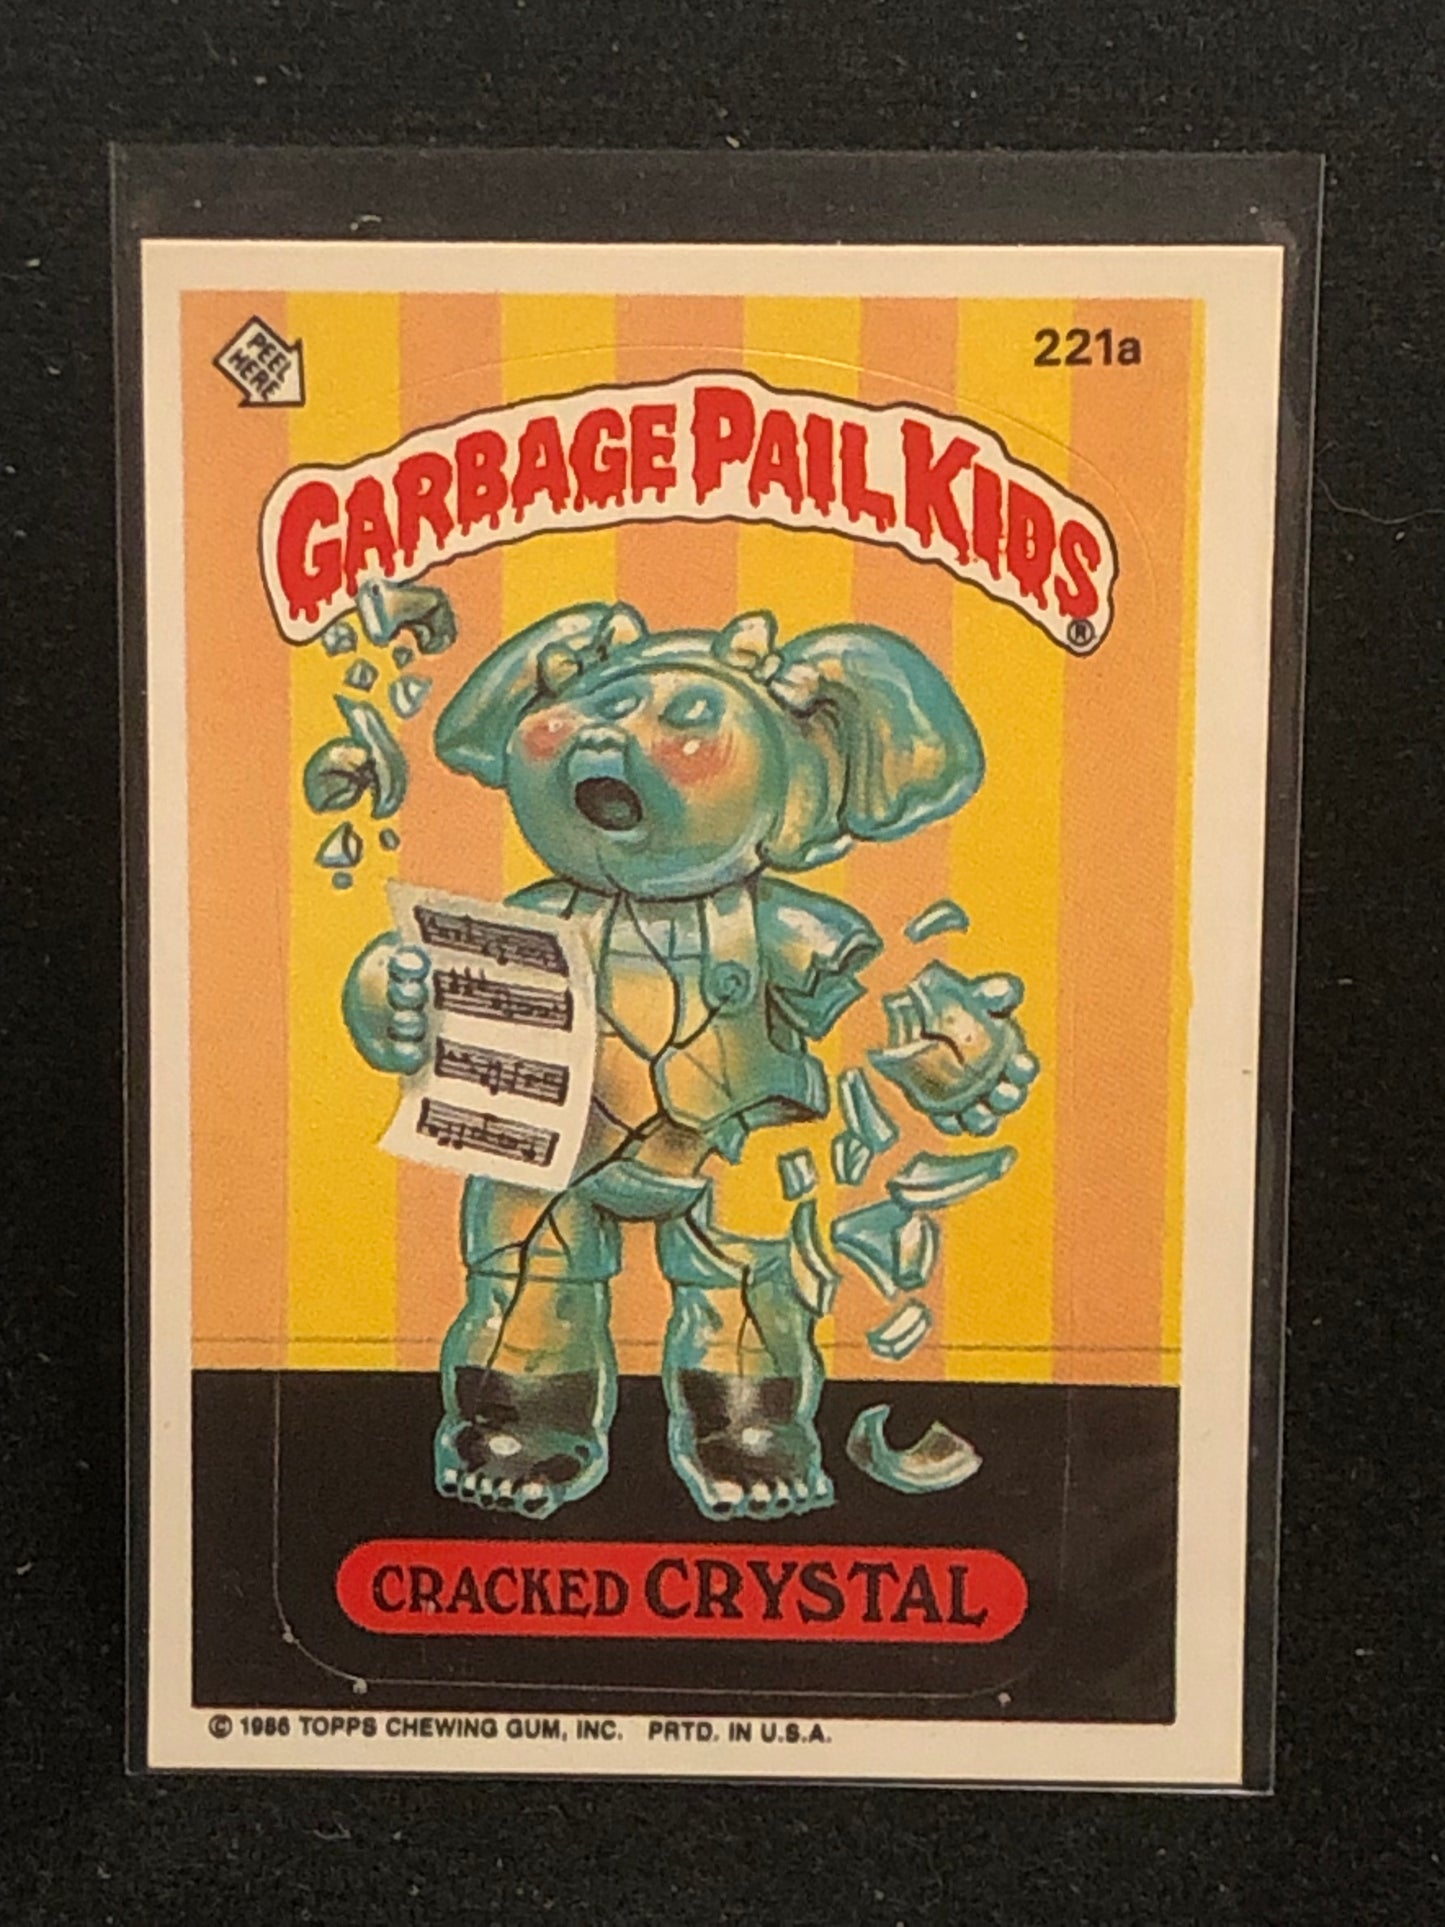 PEEL
HERE
221a
GARBAGE PAIL KIDS
®
CRACKED CRYSTAL
© 1986 TOPPS CHEWING GUM, INC. PRTD. IN U.S.A.